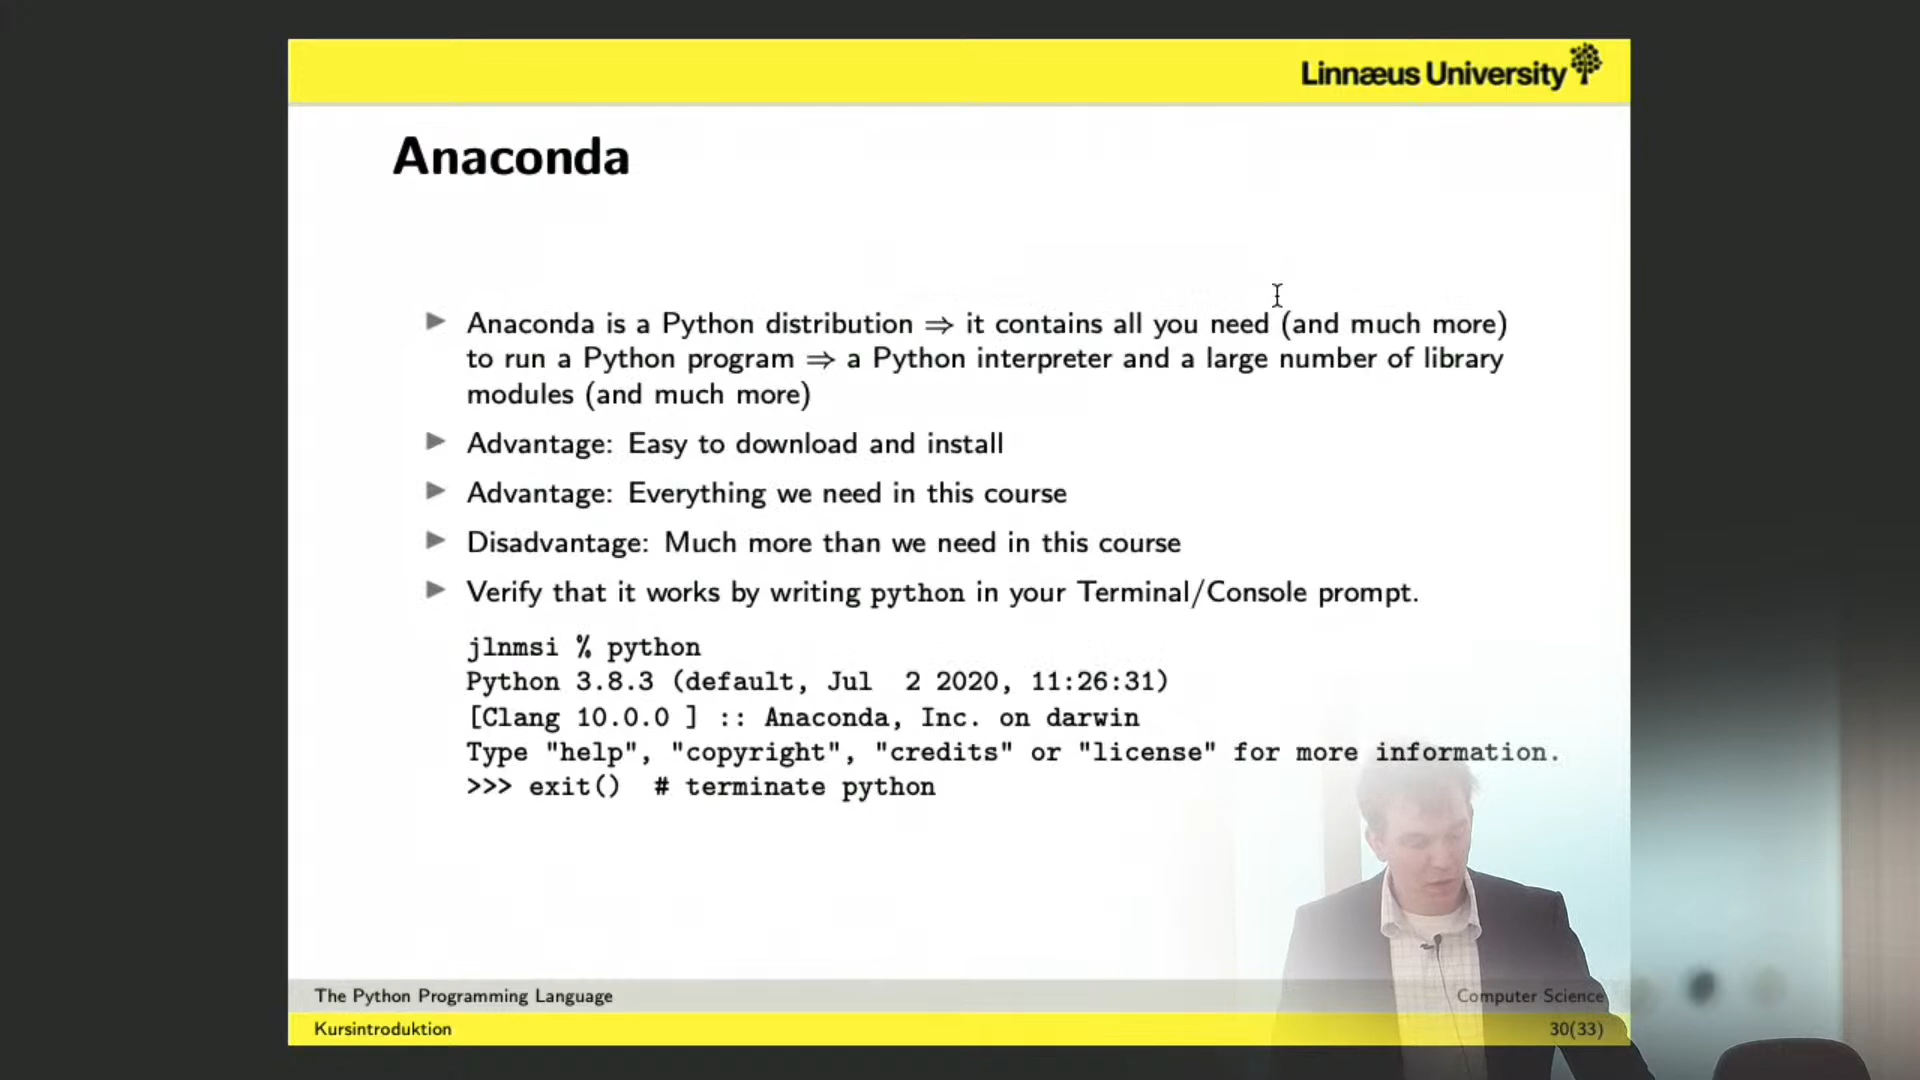 Linnæus University
Anaconda
Anaconda is a Python distribution ⇒ it contains all you need (and much more)
to run a Python program ⇒ a Python interpreter and a large number of library
modules (and much more)
Advantage: Easy to download and install
Advantage: Everything we need in this course
Disadvantage: Much more than we need in this course
Verify that it works by writing python in your Terminal/Console prompt.
jlnmsi % python
Python 3.8.3 (default, Jul  2 2020, 11:26:31)
[Clang 10.0.0 ] :: Anaconda, Inc. on darwin
Type "help", "copyright", "credits" or "license" for more information.
>>> exit()  # terminate python
The Python Programming Language
Computer Science
Kursintroduktion
30(33)